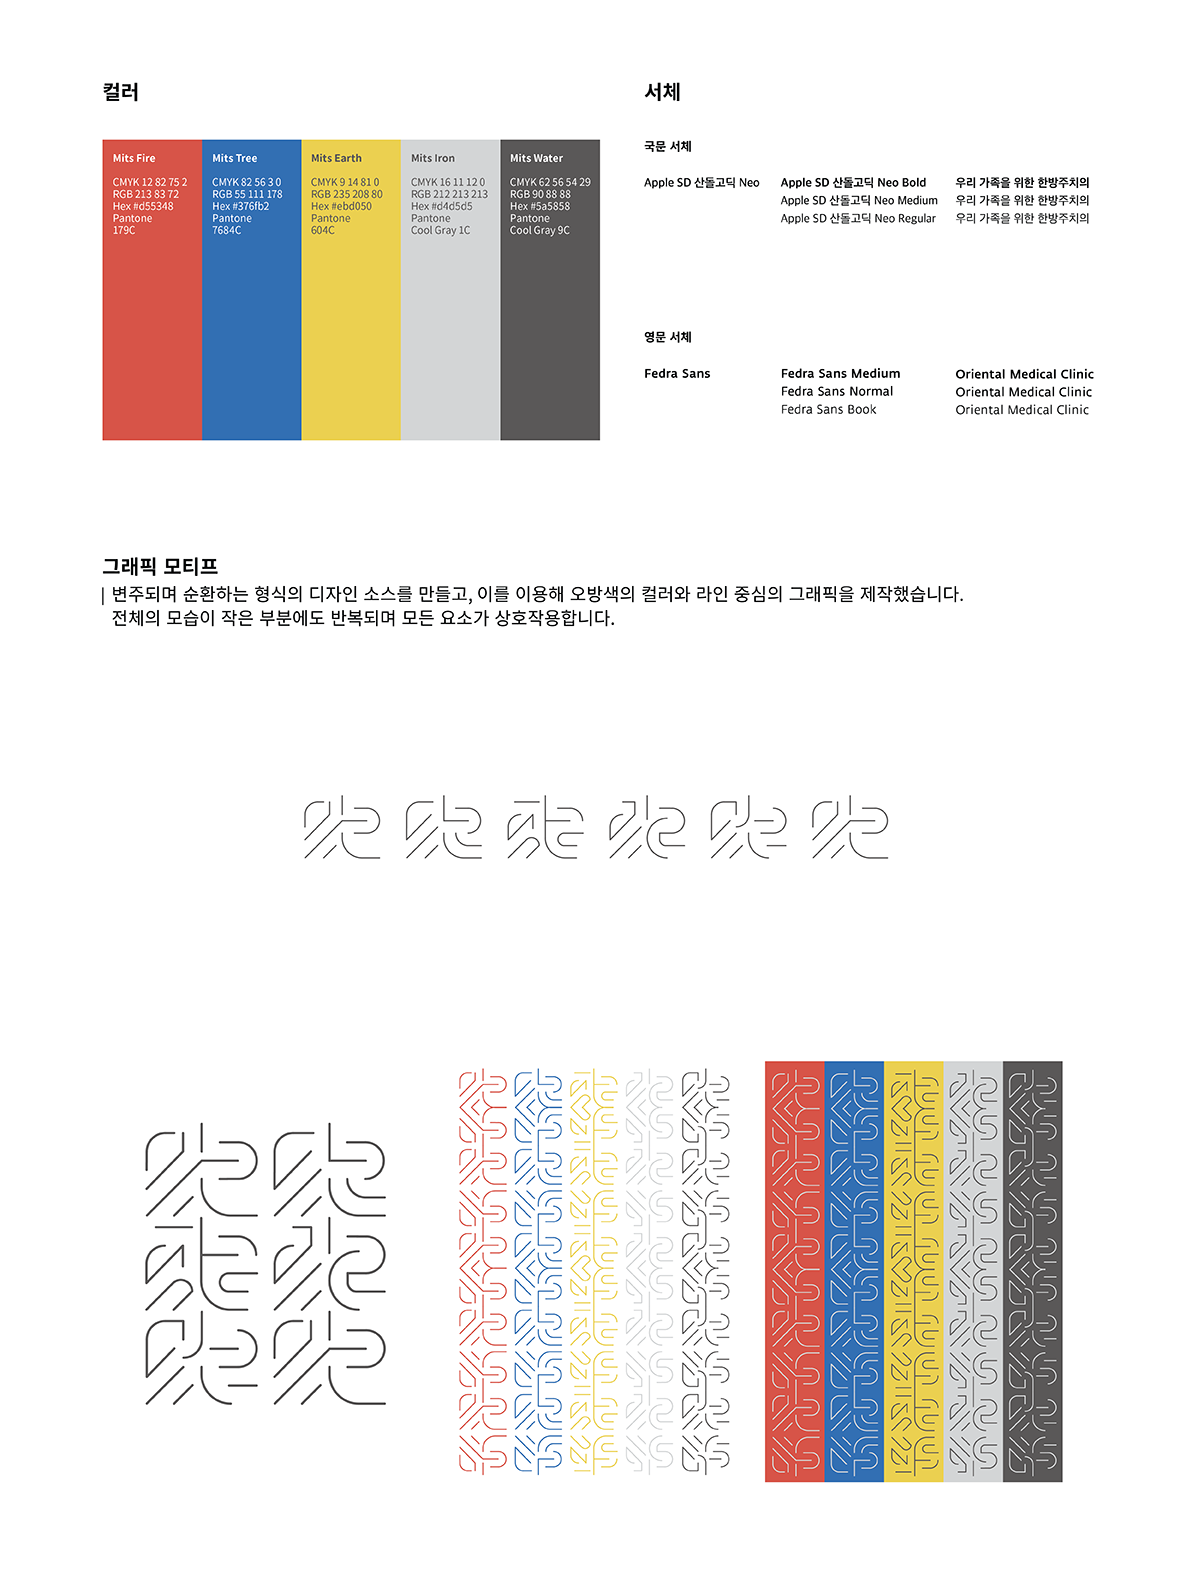 컬러
Mits Fire
CMYK 12 82 75 2
RGB 213 83 72
Hex #d55348
Pantone
179C
Mits Tree
CMYK 82 56 3 0
RGB 55 111 178
Hex #376fb2
Pantone
7684C
Mits Earth
CMYK 9 14 81 0
RGB 235 208 80
Hex #ebd050
Pantone
604C
Mits Iron
CMYK 16 11 12 0
RGB 212 213 213
Hex #d4d5d5
Pantone
Cool Gray 1C
Mits Water
CMYK 62 56 54 29
RGB 90 88 88
Hex #5a5858
Pantone
Cool Gray 9C
서체
국문 서체
Apple SD 산돌고딕 Neo
Apple SD 산돌고딕 Neo Bold
Apple SD 산돌고딕 Neo Medium
Apple SD 산돌고딕 Neo Regular
우리 가족을 위한 한방주치의
우리 가족을 위한 한방주치의
우리 가족을 위한 한방주치의
영문 서체
Fedra Sans
Fedra Sans Medium
Fedra Sans Normal
Fedra Sans Book
Oriental Medical Clinic
Oriental Medical Clinic
Oriental Medical Clinic
그래픽 모티프
변주되며 순환하는 형식의 디자인 소스를 만들고, 이를 이용해 오방색의 컬러와 라인 중심의 그래픽을 제작했습니다.
전체의 모습이 작은 부분에도 반복되며 모든 요소가 상호작용합니다.